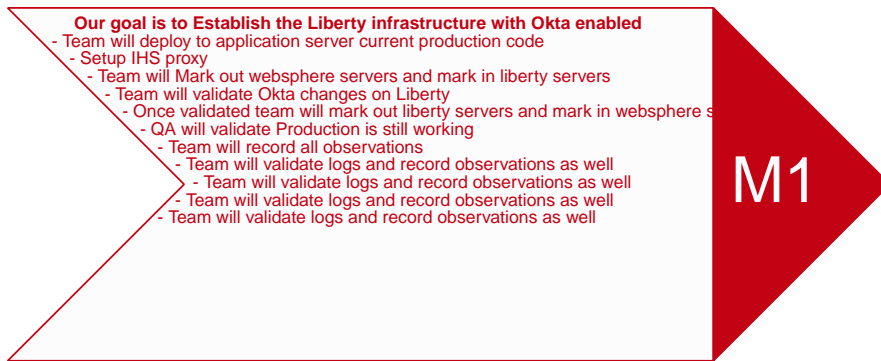 Our goal is to Establish the Liberty infrastructure with Okta enabled
- Team will deploy to application server current production code
- Setup IHS proxy
- Team will Mark out websphere servers and mark in liberty servers
- Team will validate Okta changes on Liberty
- Once validated team will mark out liberty servers and mark in websphere s
- QA will validate Production is still working
- Team will record all observations
- Team will validate logs and record observations as well
- Team will validate logs and record observations as well
- Team will validate logs and record observations as well
- Team will validate logs and record observations as well
M1